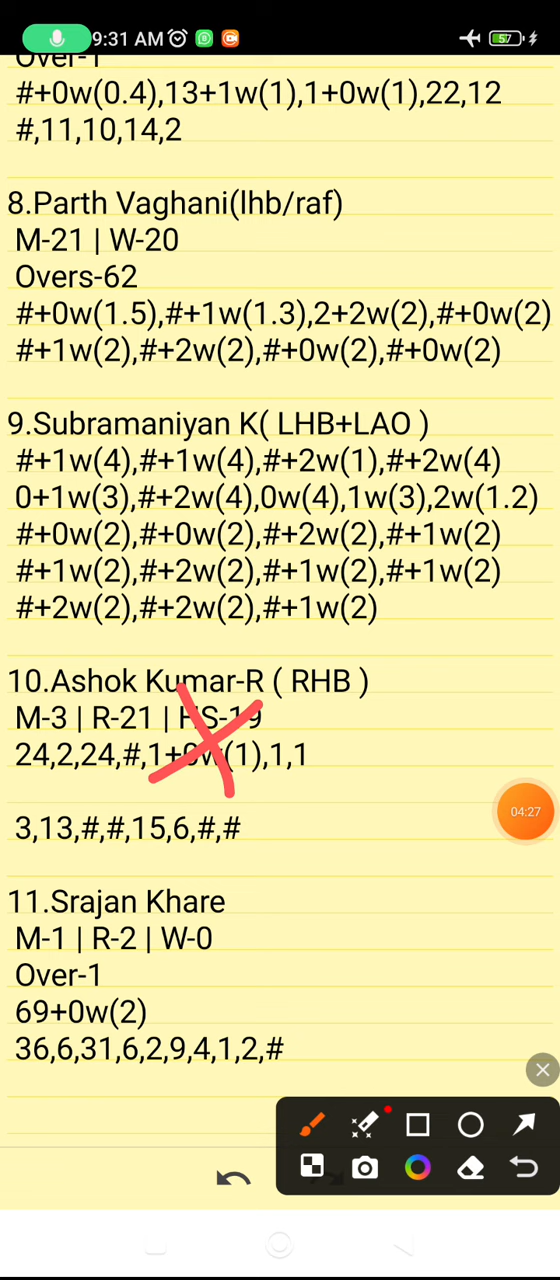 9:31 AM
57
Over-1
#+0w(0.4),13+1w(1),1+0w(1),22,12
#,11,10,14,2
8.Parth Vaghani(lhb/raf)
M-21 | W-20
Overs-62
#+0w(1.5),#+1w(1.3),2+2w(2),#+0w(2)
#+1w(2),#+2w(2),#+0w(2),#+0w(2)
9.Subramaniyan K( LHB+LAO )
#+1w(4),#+1w(4),#+2w(1),#+2w(4)
0+1w(3),#+2w(4),0w(4),1w(3),2w(1.2)
#+0w(2),#+0w(2),#+2w(2),#+1w(2)
#+1w(2),#+2w(2),#+1w(2),#+1w(2)
#+2w(2),#+2w(2),#+1w(2)
10.Ashok Kumar-R ( RHB )
M-3 | R-21 | HS-19
24,2,24,#,1+0w(1),1,1
3,13,#,#,15,6,#,#
04:27
11.Srajan Khare
M-1 | R-2 | W-0
Over-1
69+0w(2)
36,6,31,6,2,9,4,1,2,#